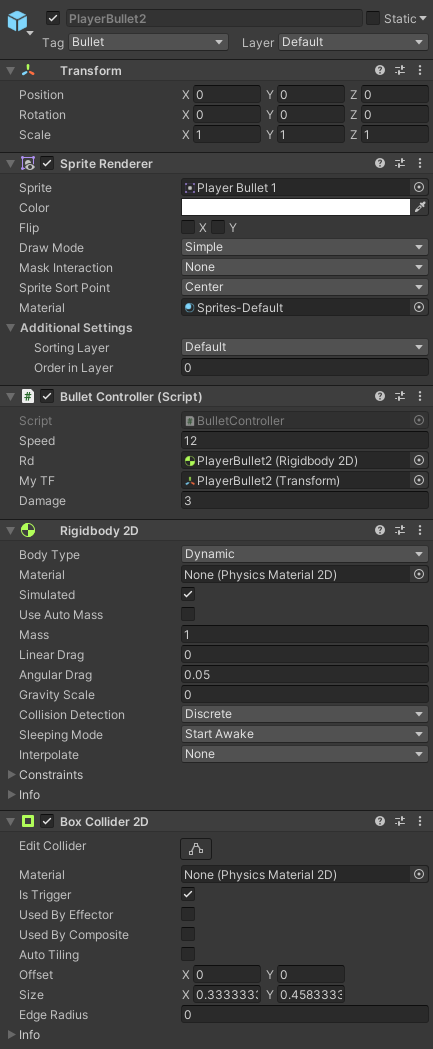 PlayerBullet2 Static
Tag Bullet Layer Default
Transform
Position X 0 Y 0 Z 0
Rotation X 0 Y 0 Z 0
Scale X 1 Y 1 Z 1
Sprite Renderer
Sprite Player Bullet 1
Color
Flip X Y
Draw Mode Simple
Mask Interaction None
Sprite Sort Point Center
Material Sprites-Default
Additional Settings
Sorting Layer Default
Order in Layer 0
# Bullet Controller (Script)
Script # BulletController
Speed 12
Rd PlayerBullet2 (Rigidbody 2D)
My TF PlayerBullet2 (Transform)
Damage 3
Rigidbody 2D
Body Type Dynamic
Material None (Physics Material 2D)
Simulated
Use Auto Mass
Mass 1
Linear Drag 0
Angular Drag 0.05
Gravity Scale 0
Collision Detection Discrete
Sleeping Mode Start Awake
Interpolate None
Constraints
Info
Box Collider 2D
Edit Collider
Material None (Physics Material 2D)
Is Trigger
Used By Effector
Used By Composite
Auto Tiling
Offset X 0 Y 0
Size X 0.3333333 Y 0.4583333
Edge Radius 0
Info